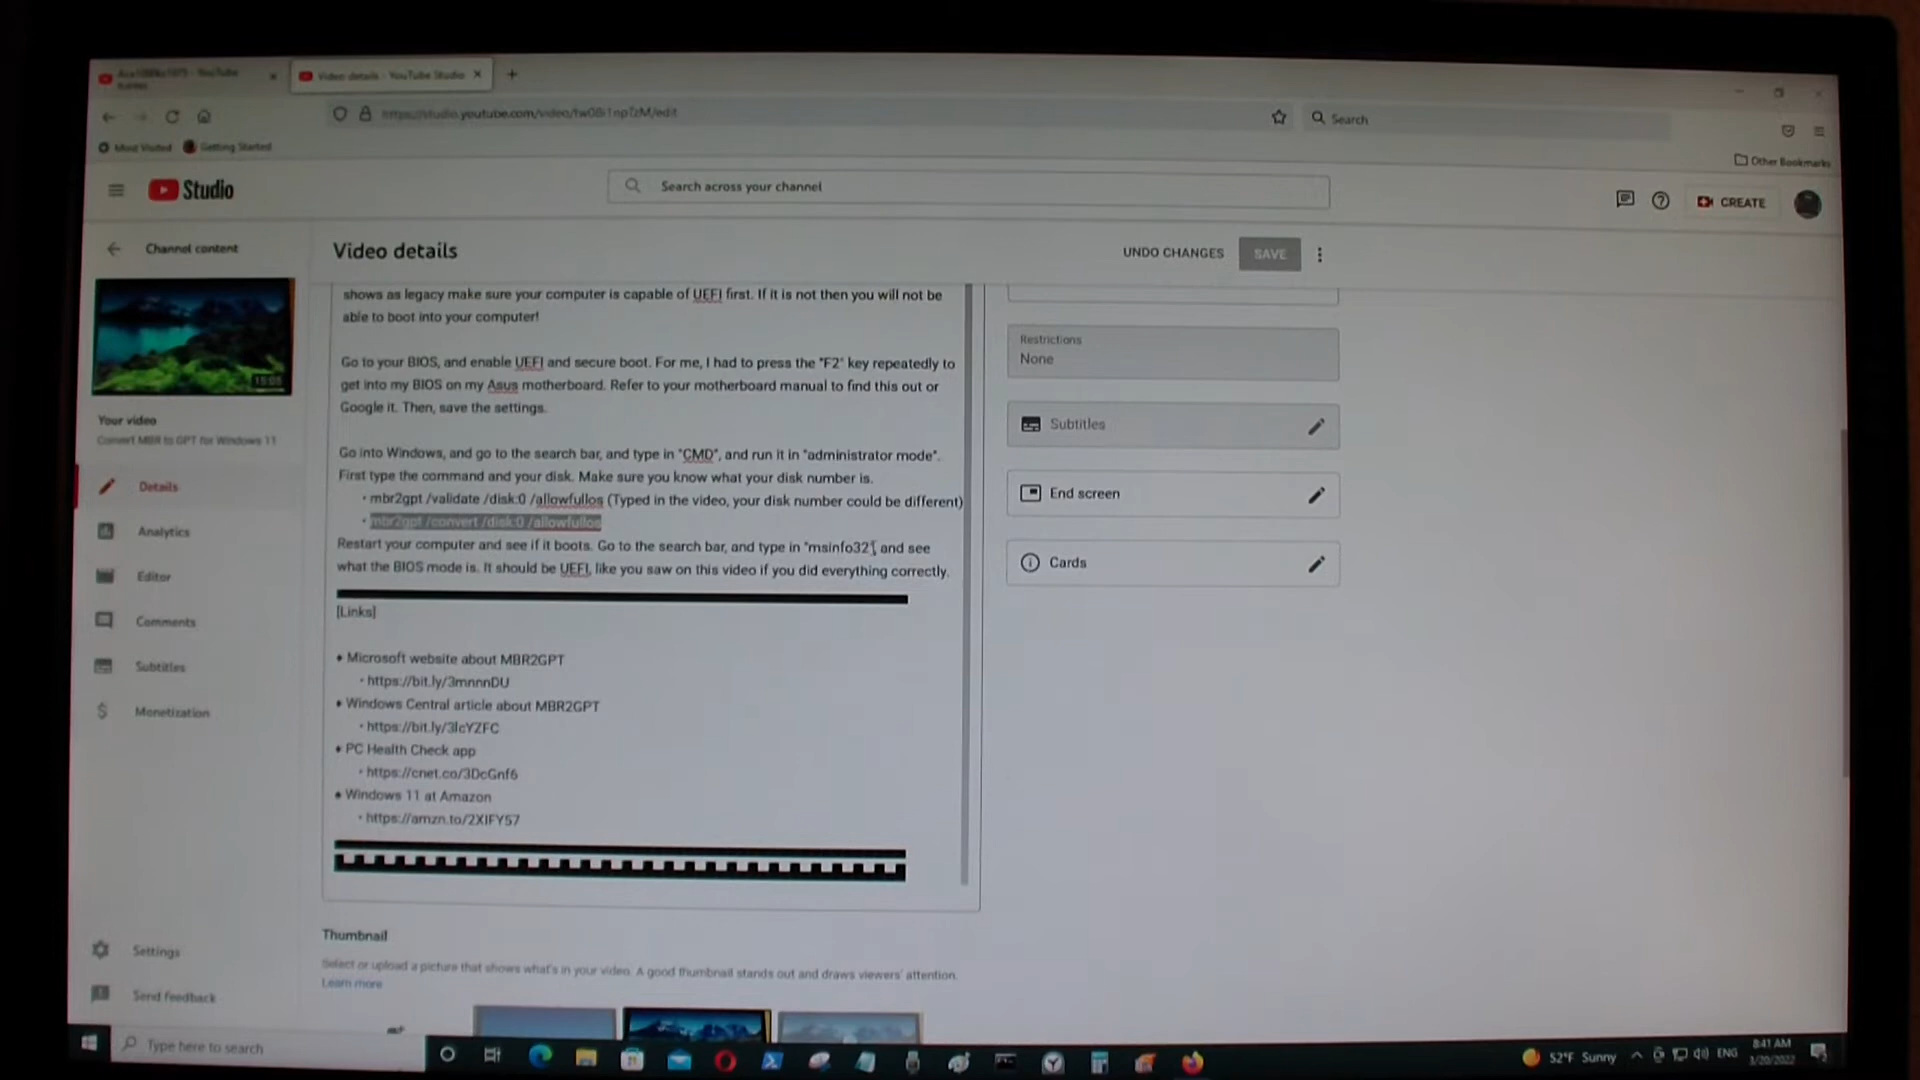 Video details - YouTube Studio
https://studio.youtube.com/video/
/edit
Search
Most Visited
Getting Started
Other Bookmarks
Studio
Search across your channel
CREATE
Channel content
Video details
UNDO CHANGES
SAVE
15:05
Your video
Convert MBR to GPT for Windows 11
Details
Analytics
Editor
Comments
Subtitles
Monetization
Settings
Send feedback
shows as legacy make sure your computer is capable of UEFI first. If it is not then you will not be
able to boot into your computer!
Go to your BIOS, and enable UEFI and secure boot. For me, I had to press the "F2" key repeatedly to
get into my BIOS on my Asus motherboard. Refer to your motherboard manual to find this out or
Google it. Then, save the settings.
Go into Windows, and go to the search bar, and type in "CMD", and run it in "administrator mode".
First type the command and your disk. Make sure you know what your disk number is.
• mbr2gpt /validate /disk:0 /allowfullos (Typed in the video, your disk number could be different)
• mbr2gpt /convert /disk:0 /allowfullos
Restart your computer and see if it boots. Go to the search bar, and type in "msinfo32", and see
what the BIOS mode is. It should be UEFI, like you saw on this video if you did everything correctly.
[Links]
• Microsoft website about MBR2GPT
• https://bit.ly/3mnnnDU
• Windows Central article about MBR2GPT
• https://bit.ly/3lcYZFC
• PC Health Check app
• https://cnet.co/3DcGnf6
• Windows 11 at Amazon
• https://amzn.to/2XIFY57
Thumbnail
Select or upload a picture that shows what's in your video. A good thumbnail stands out and draws viewers' attention.
Learn more
Restrictions
None
Subtitles
End screen
Cards
Type here to search
52°F Sunny
ENG
8:41 AM
3/20/2022